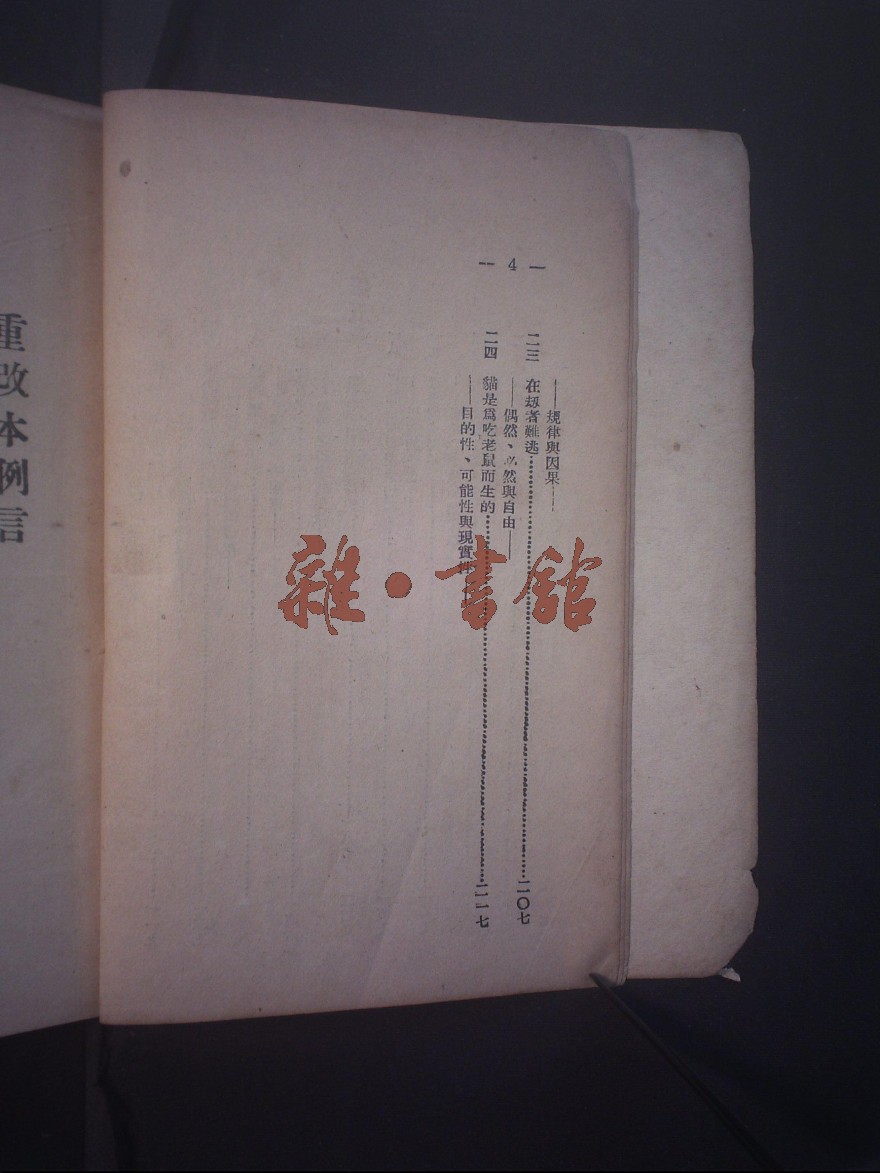 — 4 —
——規律與因果——
二三 在劫者難逃…………二〇七
——偶然、必然與自由——
二四 貓是爲吃老鼠而生的…………二一七
——目的性、可能性與現實
重改本例言
雜·書館